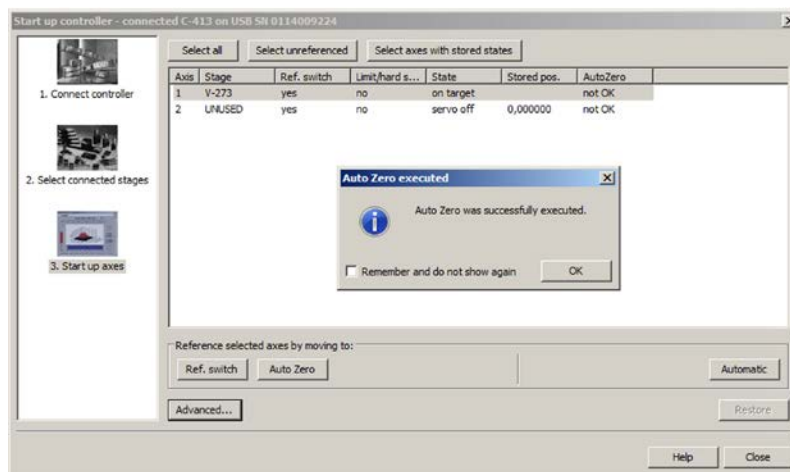 Start up controller - connected C-413 on USB SN 0114009224
1. Connect controller
2. Select connected stages
3. Start up axes
Select all Select unreferenced Select axes with stored states
Axis Stage Ref. switch Limit/hard s... State Stored pos. AutoZero
1 V-273 yes no on target not OK
2 UNUSED yes no servo off 0,000000 not OK
Auto Zero executed
Auto Zero was successfully executed.
Remember and do not show again OK
Reference selected axes by moving to:
Ref. switch Auto Zero Automatic
Advanced... Restore
Help Close